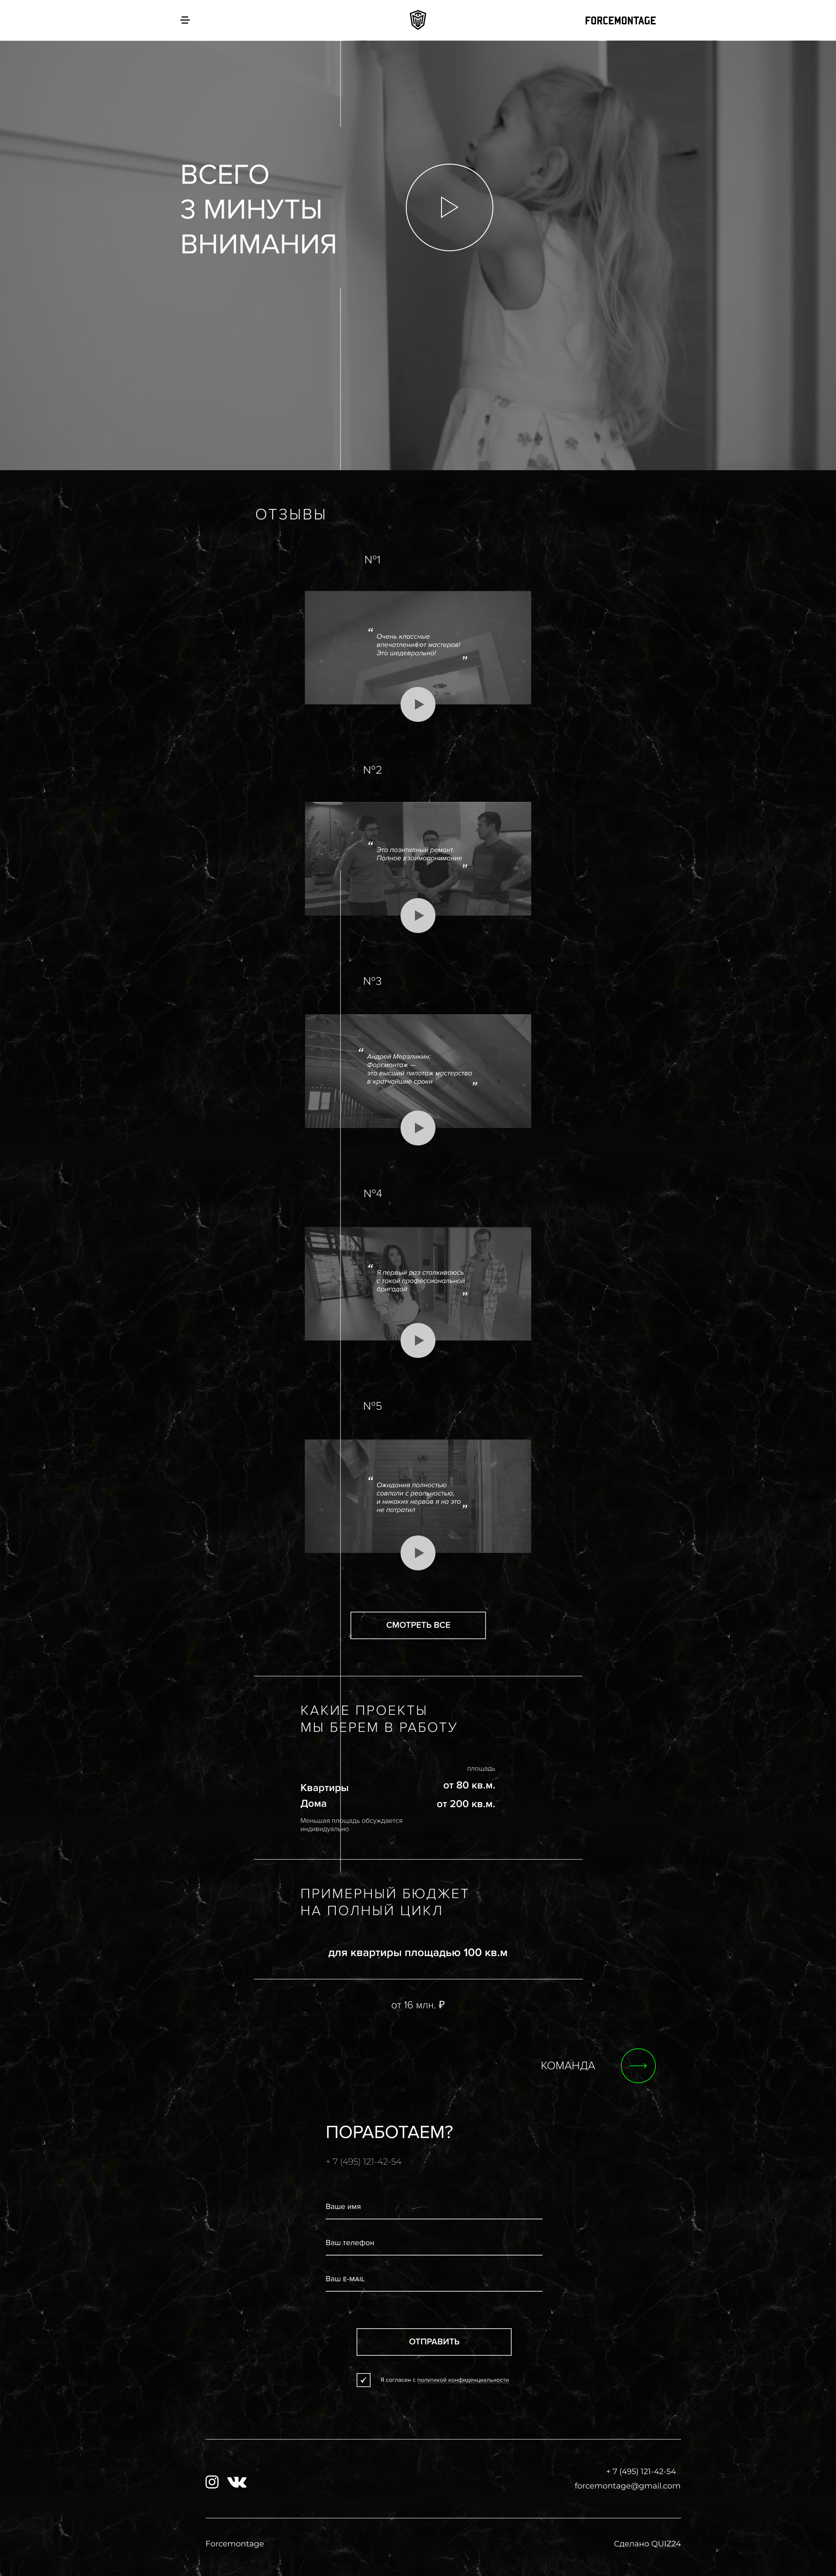 FORCEMONTAGE
ВСЕГО
3 МИНУТЫ
ВНИМАНИЯ
ОТЗЫВЫ
№1
“ Очень классные
впечатления от мастеров!
Это шедеврально! ”
№2
“ Это позитивный ремонт.
Полное взаимопонимание ”
№3
“ Андрей Мерзликин:
Форсмонтаж —
это высший пилотаж мастерства
в кратчайшие сроки ”
№4
“ Я первый раз сталкиваюсь
с такой профессиональной
бригадой ”
№5
“ Ожидания полностью
совпали с реальностью,
и никаких нервов я на это
не потратил ”
СМОТРЕТЬ ВСЕ
КАКИЕ ПРОЕКТЫ
МЫ БЕРЕМ В РАБОТУ
площадь
Квартиры от 80 кв.м.
Дома от 200 кв.м.
Меньшая площадь обсуждается
индивидуально
ПРИМЕРНЫЙ БЮДЖЕТ
НА ПОЛНЫЙ ЦИКЛ
для квартиры площадью 100 кв.м
от 16 млн. ₽
КОМАНДА
ПОРАБОТАЕМ?
+ 7 (495) 121-42-54
Ваше имя
Ваш телефон
Ваш E-MAIL
ОТПРАВИТЬ
Я согласен с политикой конфиденциальности
+ 7 (495) 121-42-54
forcemontage@gmail.com
Forcemontage
Сделано QUIZ24